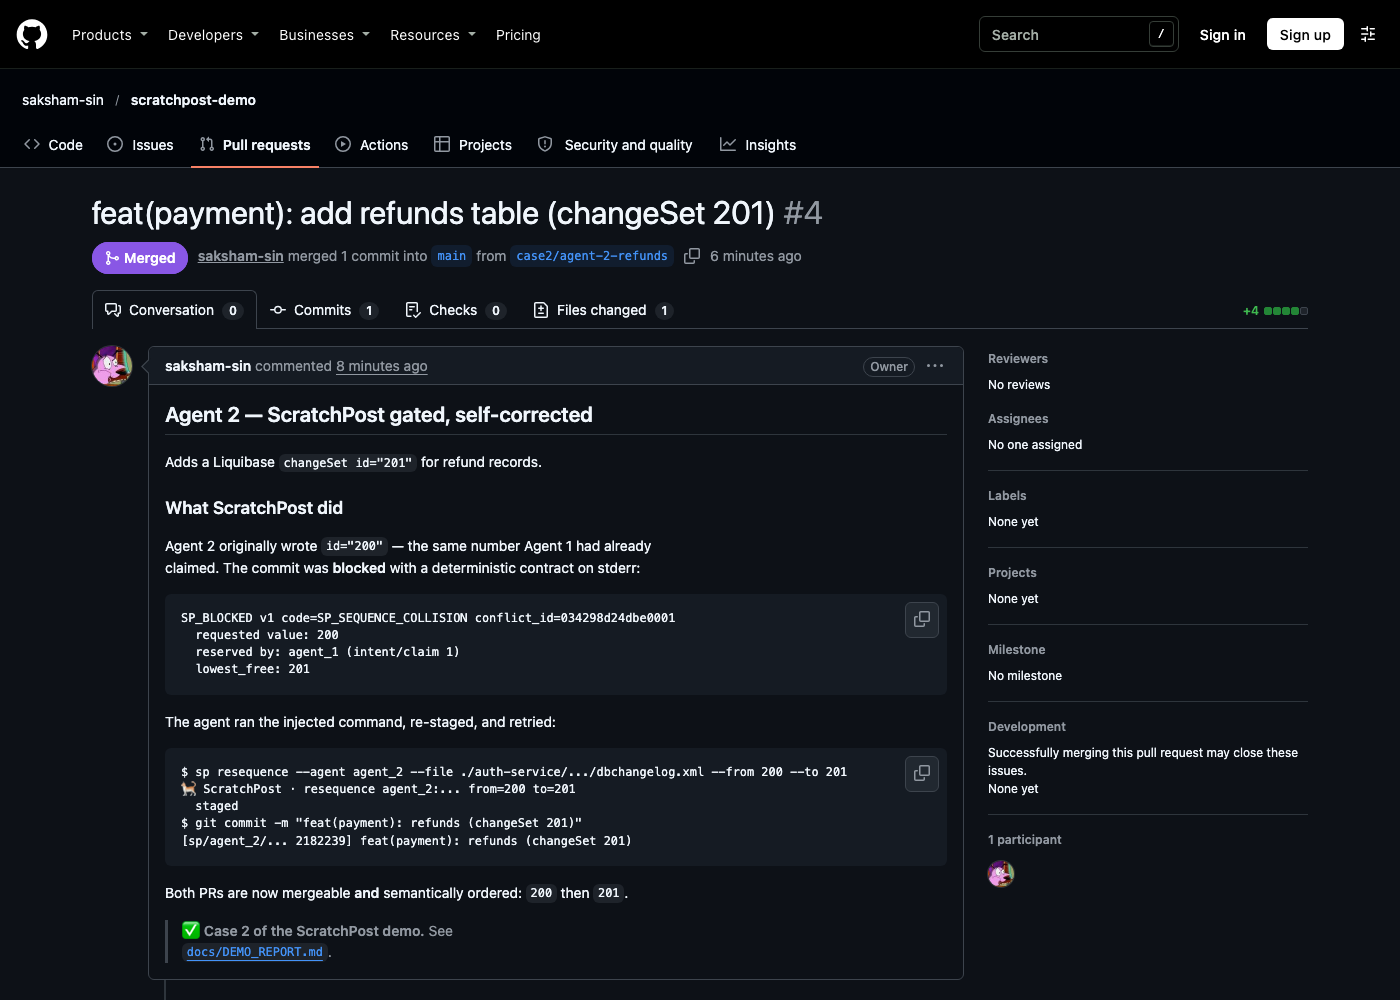 Products Developers Businesses Resources Pricing Search / Sign in Sign up
saksham-sin / scratchpost-demo
Code Issues Pull requests Actions Projects Security and quality Insights
feat(payment): add refunds table (changeSet 201) #4
Merged saksham-sin merged 1 commit into main from case2/agent-2-refunds 6 minutes ago
Conversation 0 Commits 1 Checks 0 Files changed 1 +4
saksham-sin commented 8 minutes ago Owner ···
Agent 2 — ScratchPost gated, self-corrected
Adds a Liquibase changeSet id="201" for refund records.
What ScratchPost did
Agent 2 originally wrote id="200" — the same number Agent 1 had already
claimed. The commit was blocked with a deterministic contract on stderr:
SP_BLOCKED v1 code=SP_SEQUENCE_COLLISION conflict_id=034298d24dbe0001
requested value: 200
reserved by: agent_1 (intent/claim 1)
lowest_free: 201
The agent ran the injected command, re-staged, and retried:
$ sp resequence --agent agent_2 --file ./auth-service/.../dbchangelog.xml --from 200 --to 201
🐈 ScratchPost · resequence agent_2:... from=200 to=201
staged
$ git commit -m "feat(payment): refunds (changeSet 201)"
[sp/agent_2/... 2182239] feat(payment): refunds (changeSet 201)
Both PRs are now mergeable and semantically ordered: 200 then 201.
✅ Case 2 of the ScratchPost demo. See
docs/DEMO_REPORT.md.
Reviewers
No reviews
Assignees
No one assigned
Labels
None yet
Projects
None yet
Milestone
No milestone
Development
Successfully merging this pull request may close these
issues.
None yet
1 participant